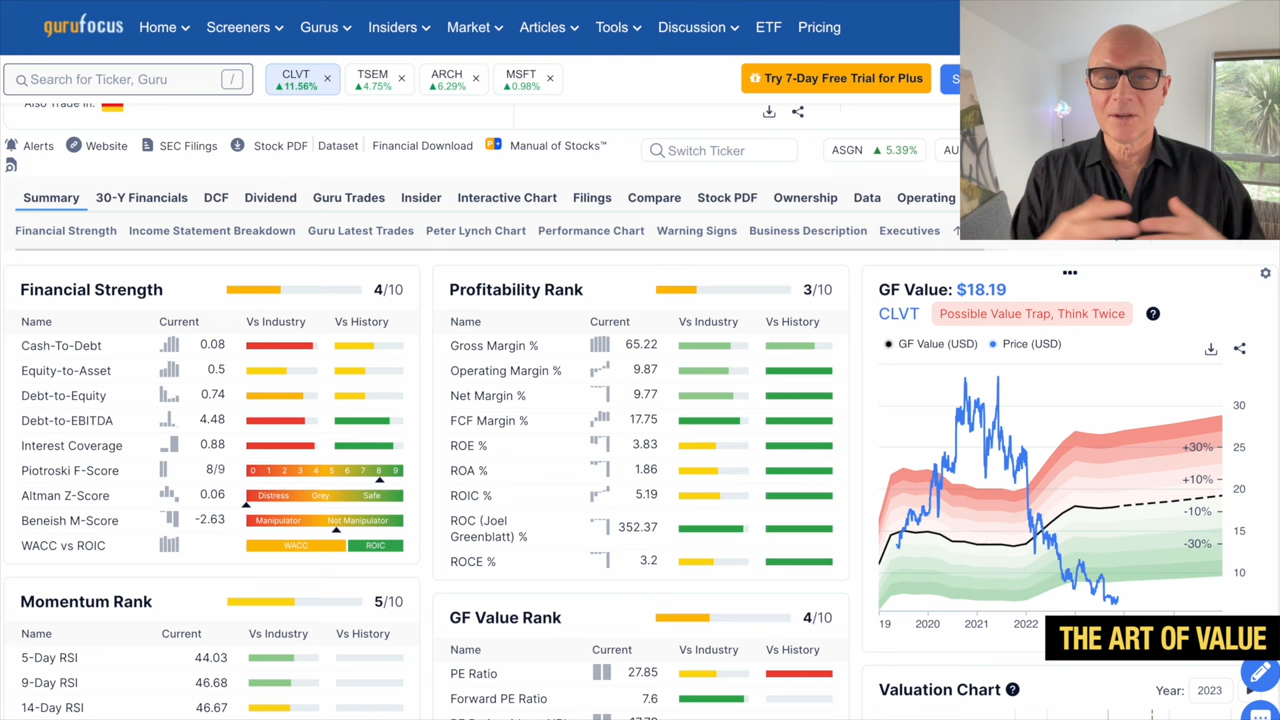 gurufocus Home Screeners Gurus Insiders Market Articles Tools Discussion ETF Pricing
Search for Ticker, Guru / CLVT × TSEM × ARCH × MSFT × Try 7-Day Free Trial for Plus S
▲11.56% ▲4.75% ▲6.29% ▲0.98%
Also Trade In:
Alerts Website SEC Filings Stock PDF Dataset Financial Download Manual of Stocks™ Switch Ticker ASGN ▲ 5.39% AU
Summary 30-Y Financials DCF Dividend Guru Trades Insider Interactive Chart Filings Compare Stock PDF Ownership Data Operating
Financial Strength Income Statement Breakdown Guru Latest Trades Peter Lynch Chart Performance Chart Warning Signs Business Description Executives
Financial Strength 4/10
Name Current Vs Industry Vs History
Cash-To-Debt 0.08
Equity-to-Asset 0.5
Debt-to-Equity 0.74
Debt-to-EBITDA 4.48
Interest Coverage 0.88
Piotroski F-Score 8/9 0 1 2 3 4 5 6 7 8 9
Altman Z-Score 0.06 Distress Grey Safe
Beneish M-Score -2.63 Manipulator Not Manipulator
WACC vs ROIC WACC ROIC
Momentum Rank 5/10
Name Current Vs Industry Vs History
5-Day RSI 44.03
9-Day RSI 46.68
14-Day RSI 46.67
Profitability Rank 3/10
Name Current Vs Industry Vs History
Gross Margin % 65.22
Operating Margin % 9.87
Net Margin % 9.77
FCF Margin % 17.75
ROE % 3.83
ROA % 1.86
ROIC % 5.19
ROC (Joel
Greenblatt) % 352.37
ROCE % 3.2
GF Value Rank 4/10
Name Current Vs Industry Vs History
PE Ratio 27.85
Forward PE Ratio 7.6
GF Value: $18.19
CLVT Possible Value Trap, Think Twice ?
GF Value (USD) Price (USD)
30
+30% 25
+10% 20
-10%
15
-30%
10
19 2020 2021 2022
THE ART OF VALUE
Valuation Chart ? Year: 2023